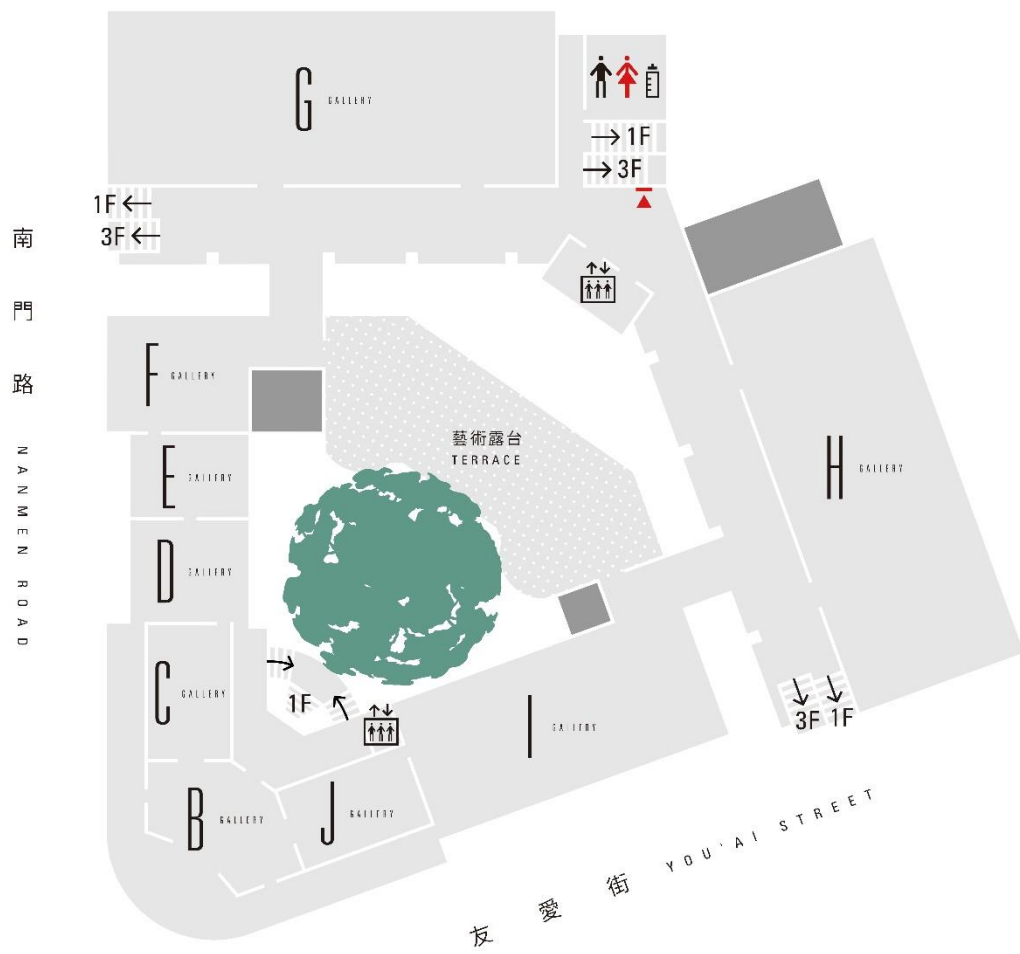 G GALLERY
1F
3F
1F
3F
南門路 NANMEN ROAD
F GALLERY
藝術露台
TERRACE
E GALLERY
H GALLERY
D GALLERY
C GALLERY
1F
I GALLERY
3F 1F
B GALLERY
J GALLERY
友愛街 YOU'AI STREET